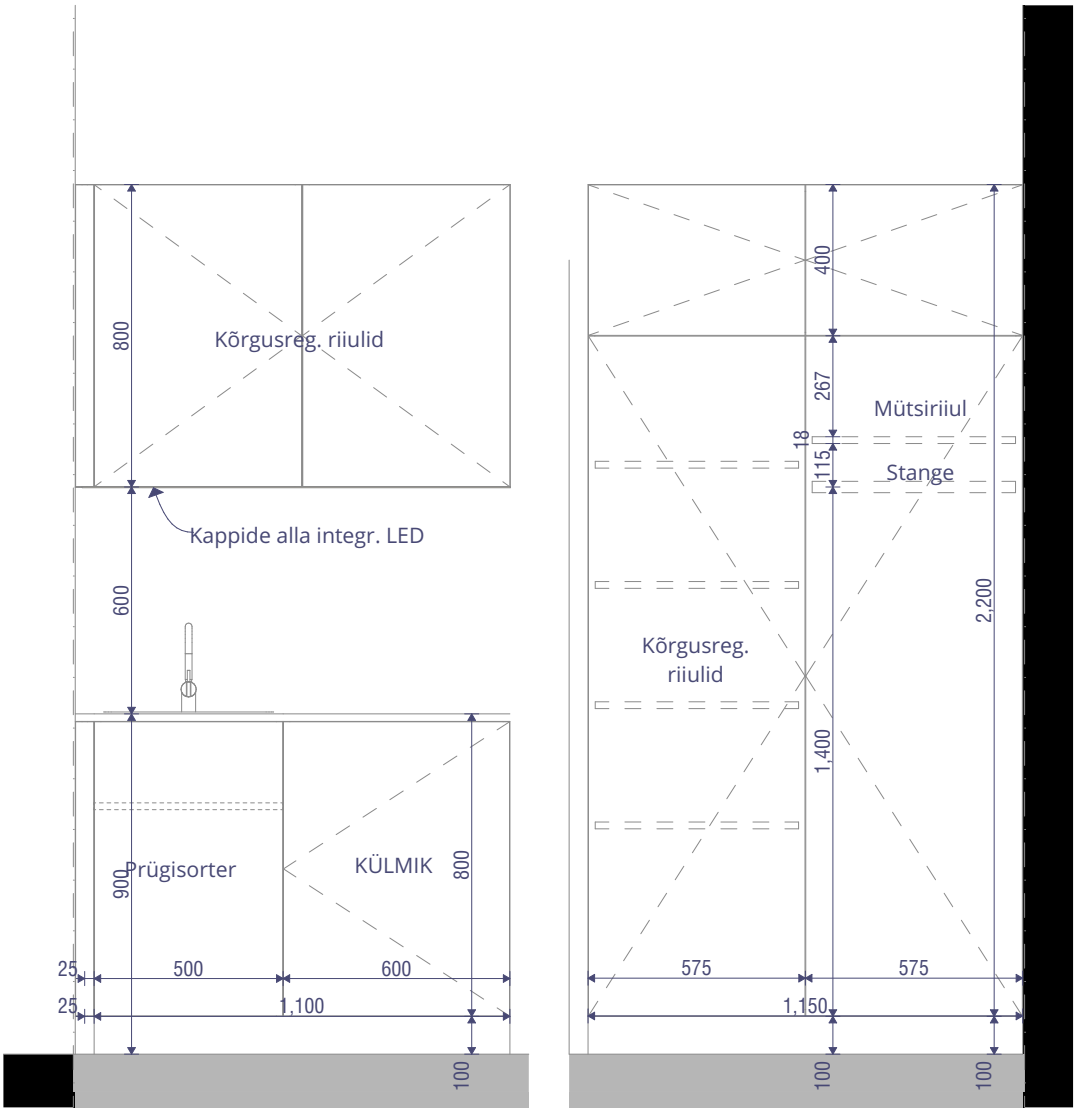 800
Kõrgusreg. riiulid
Kappide alla integr. LED
600
Prügisorter
900
KÜLMIK
800
25
500
600
25
1,100
100
400
267
Mütsiriiul
18
115
Stange
2,200
Kõrgusreg.
riiulid
1,400
575
575
1,150
100
100